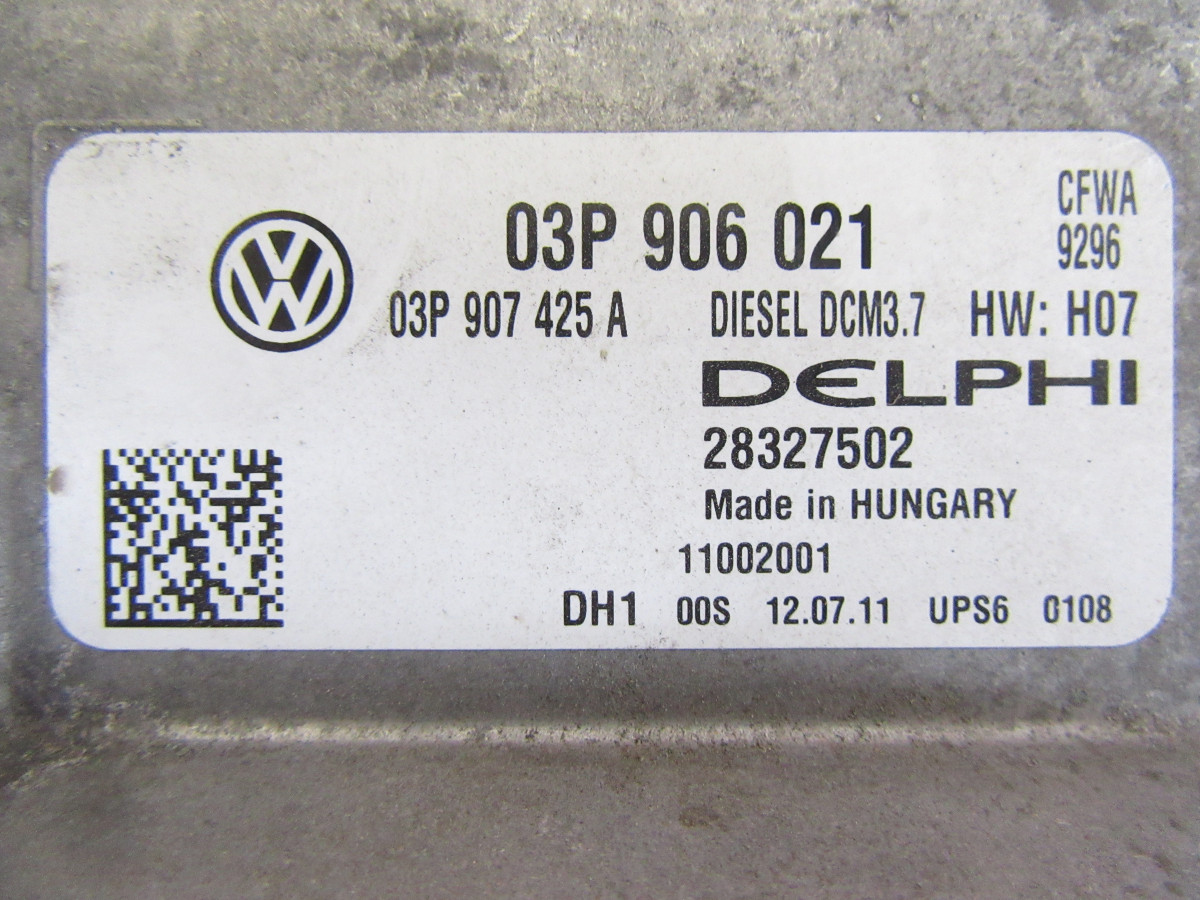 03P 906 021
CFWA
9296
03P 907 425 A DIESEL DCM3.7 HW: H07
DELPHI
28327502
Made in HUNGARY
11002001
DH1 00S 12.07.11 UPS6 0108